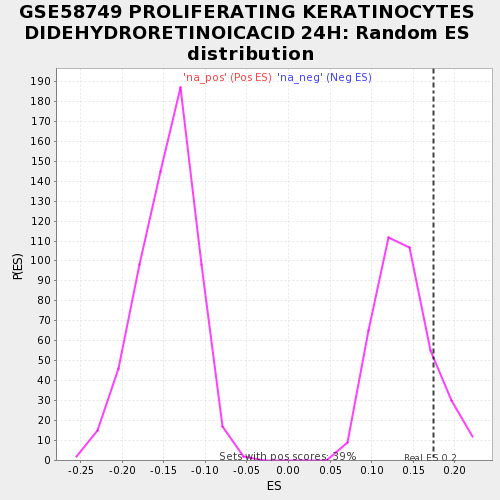 GSE58749 PROLIFERATING KERATINOCYTES
DIDEHYDRORETINOICACID 24H: Random ES
distribution
'na_pos' (Pos ES) 'na_neg' (Neg ES)
190
180
170
160
150
140
130
120
110
100
90
80
70
60
50
40
30
20
10
0
P(ES)
Sets with pos scores: 39%
Real ES 0.2
-0.25 -0.20 -0.15 -0.10 -0.05 0.00 0.05 0.10 0.15 0.20
ES